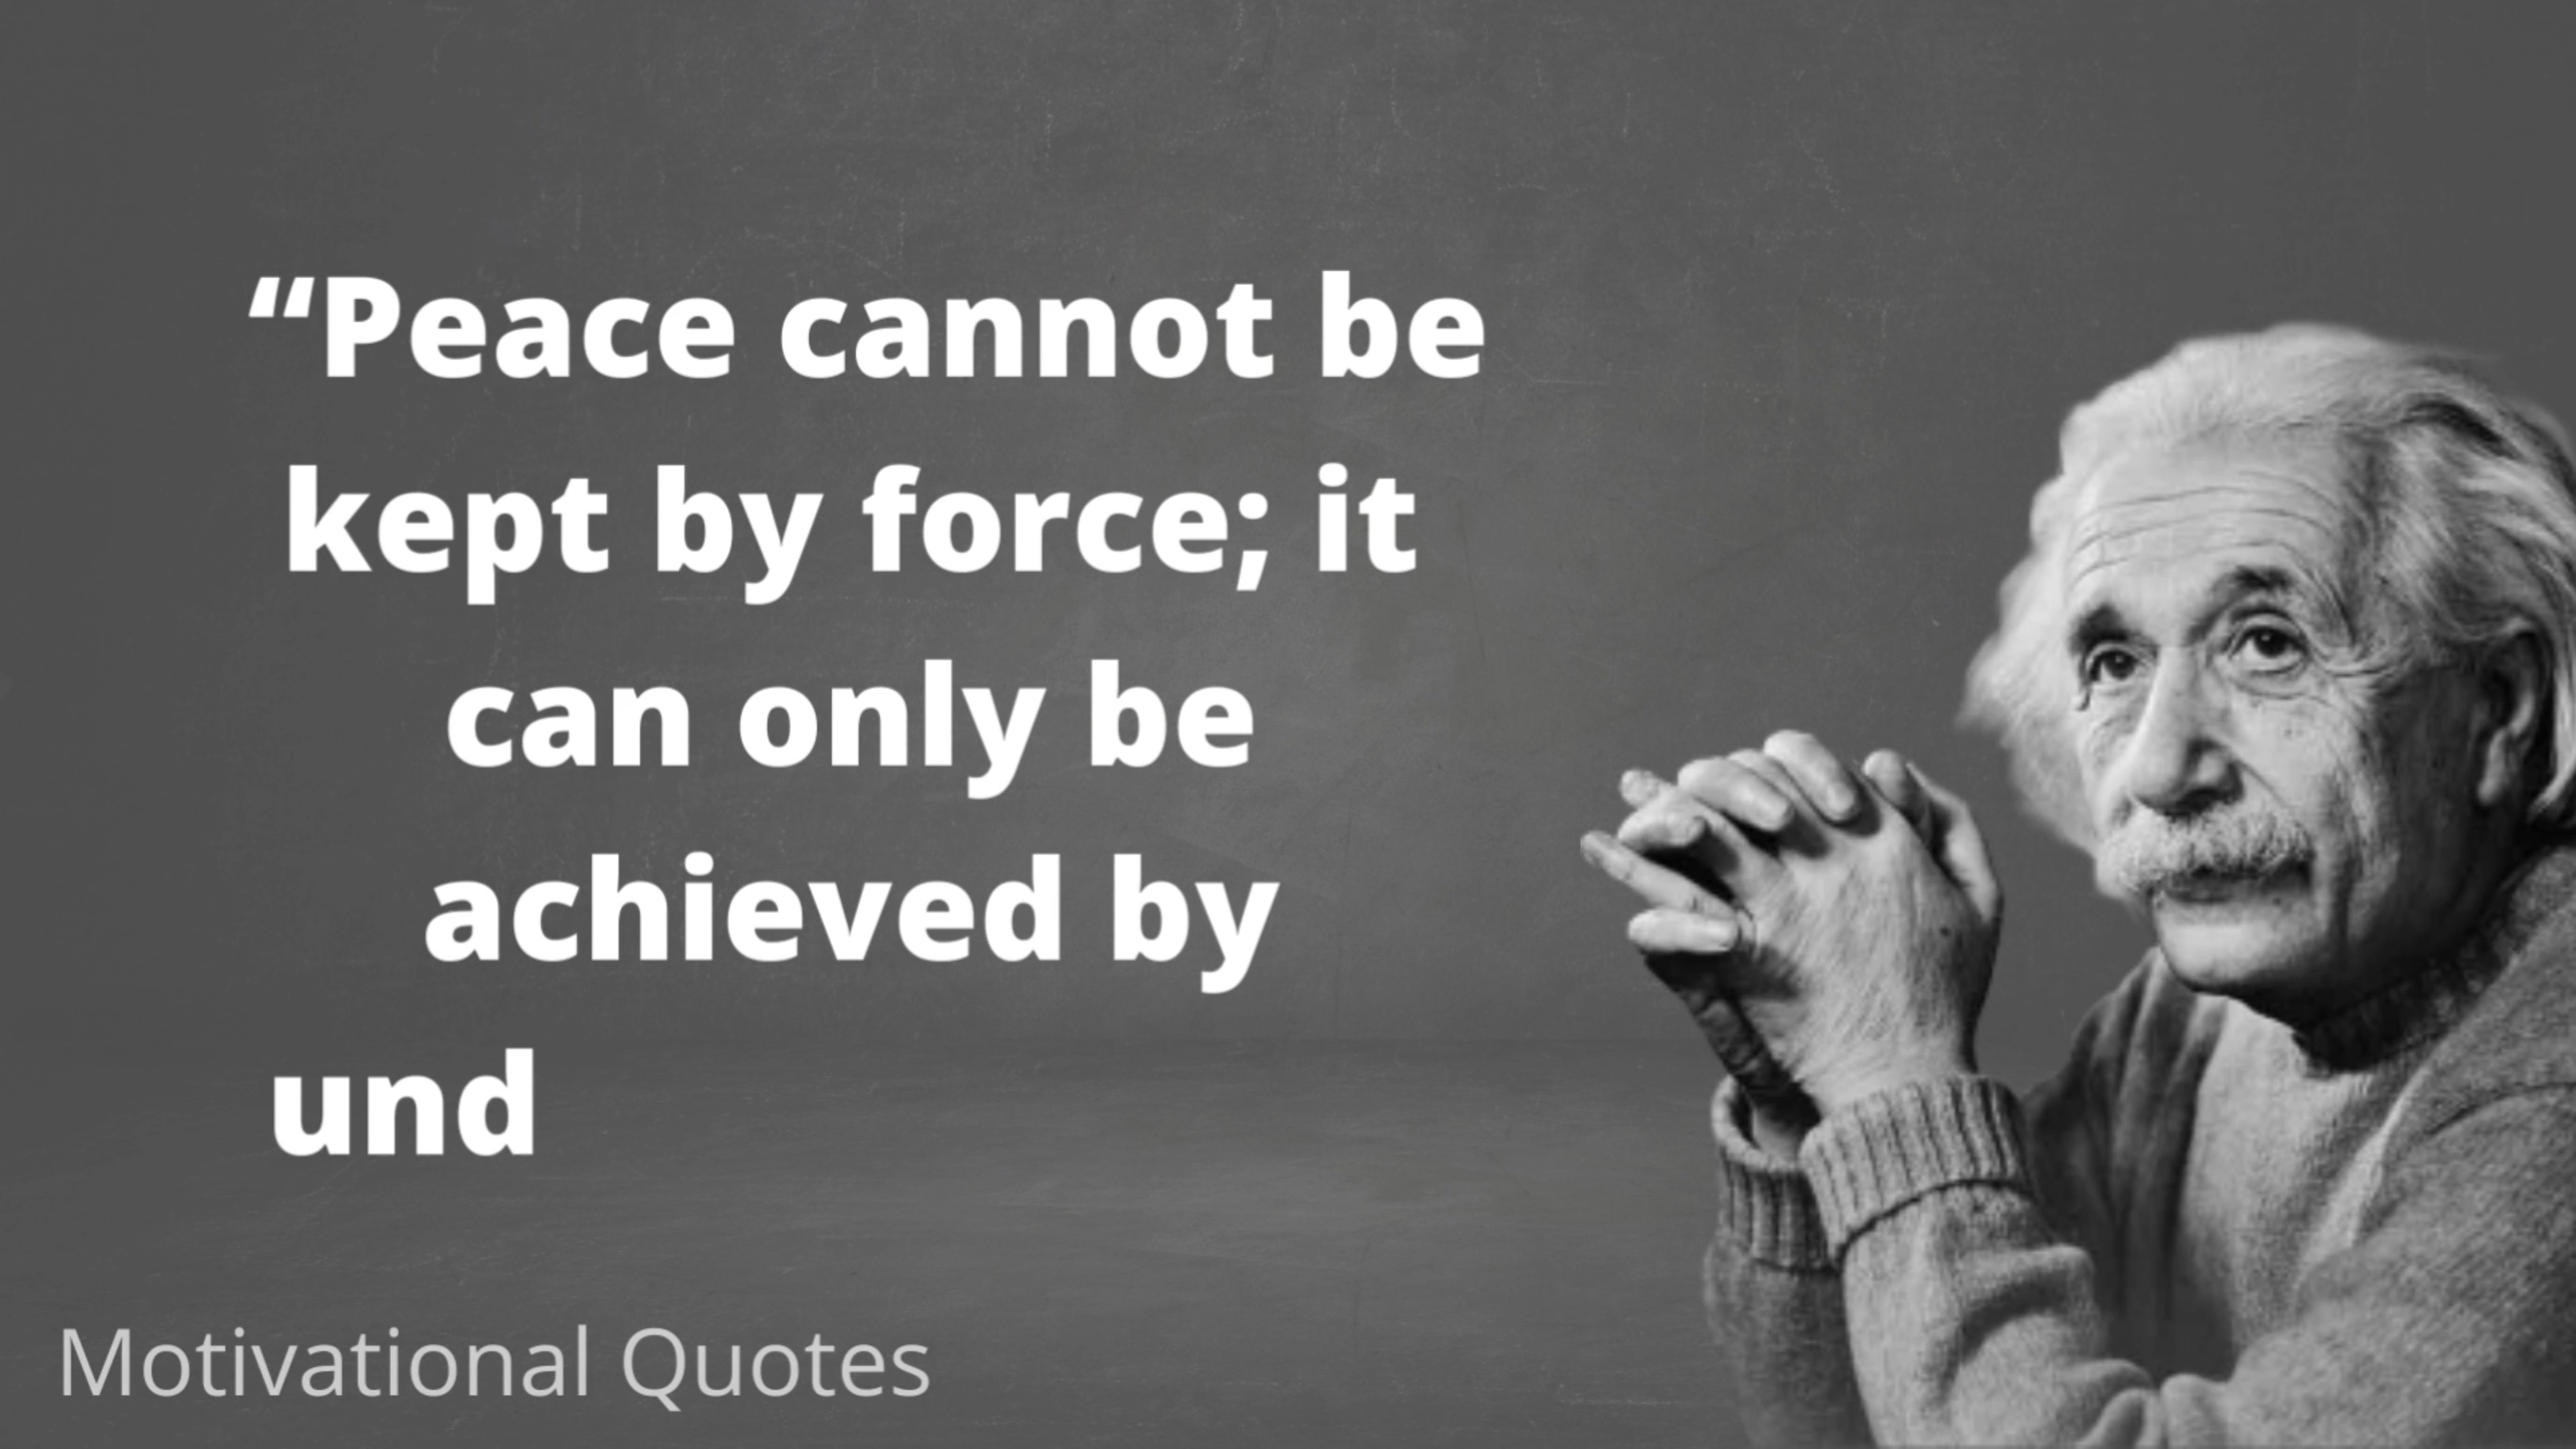 “Peace cannot be
kept by force; it
can only be
achieved by
und
Motivational Quotes